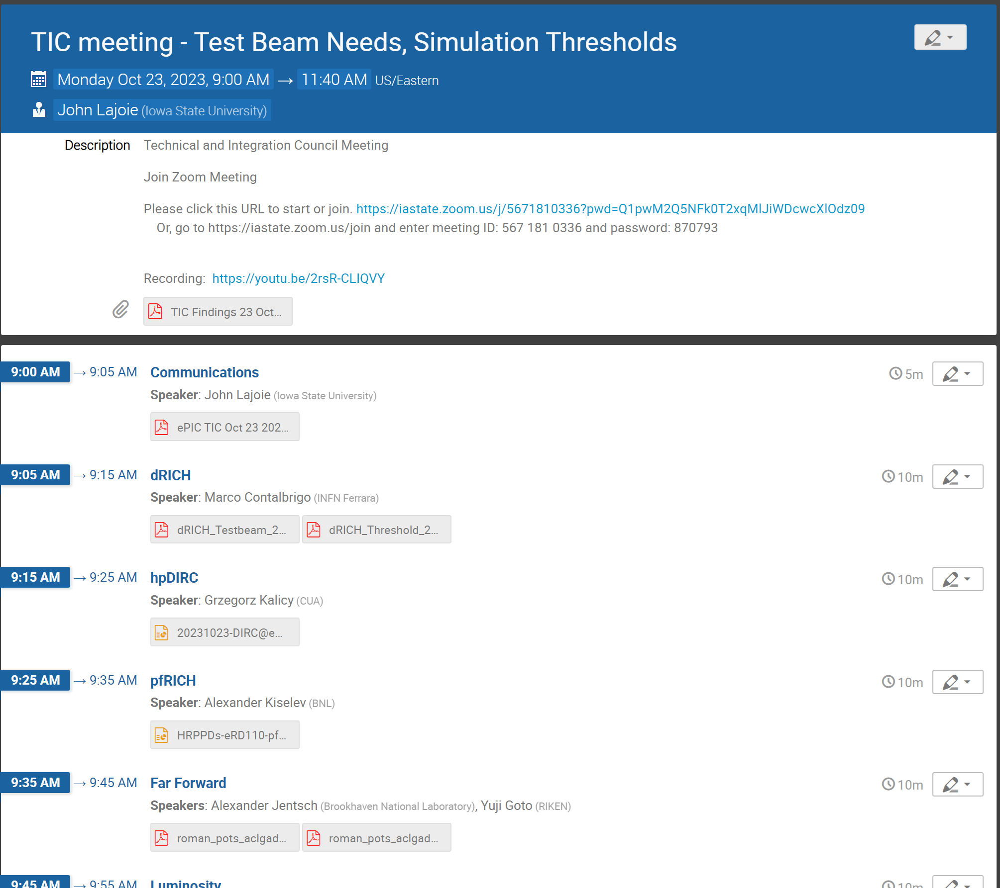 TIC meeting - Test Beam Needs, Simulation Thresholds
Monday Oct 23, 2023, 9:00 AM → 11:40 AM US/Eastern
John Lajoie (Iowa State University)
Description Technical and Integration Council Meeting
Join Zoom Meeting
Please click this URL to start or join. https://iastate.zoom.us/j/5671810336?pwd=Q1pwM2Q5NFk0T2xqMlJiWDcwcXlOdz09
Or, go to https://iastate.zoom.us/join and enter meeting ID: 567 181 0336 and password: 870793
Recording: https://youtu.be/2rsR-CLIQVY
TIC Findings 23 Oct...
9:00 AM → 9:05 AM Communications 5m
Speaker: John Lajoie (Iowa State University)
ePIC TIC Oct 23 202...
9:05 AM → 9:15 AM dRICH 10m
Speaker: Marco Contalbrigo (INFN Ferrara)
dRICH_Testbeam_2... dRICH_Threshold_2...
9:15 AM → 9:25 AM hpDIRC 10m
Speaker: Grzegorz Kalicy (CUA)
20231023-DIRC@e...
9:25 AM → 9:35 AM pfRICH 10m
Speaker: Alexander Kiselev (BNL)
HRPPDs-eRD110-pf...
9:35 AM → 9:45 AM Far Forward 10m
Speakers: Alexander Jentsch (Brookhaven National Laboratory), Yuji Goto (RIKEN)
roman_pots_aclgad... roman_pots_aclgad...
9:45 AM → 9:55 AM Luminosity 10m